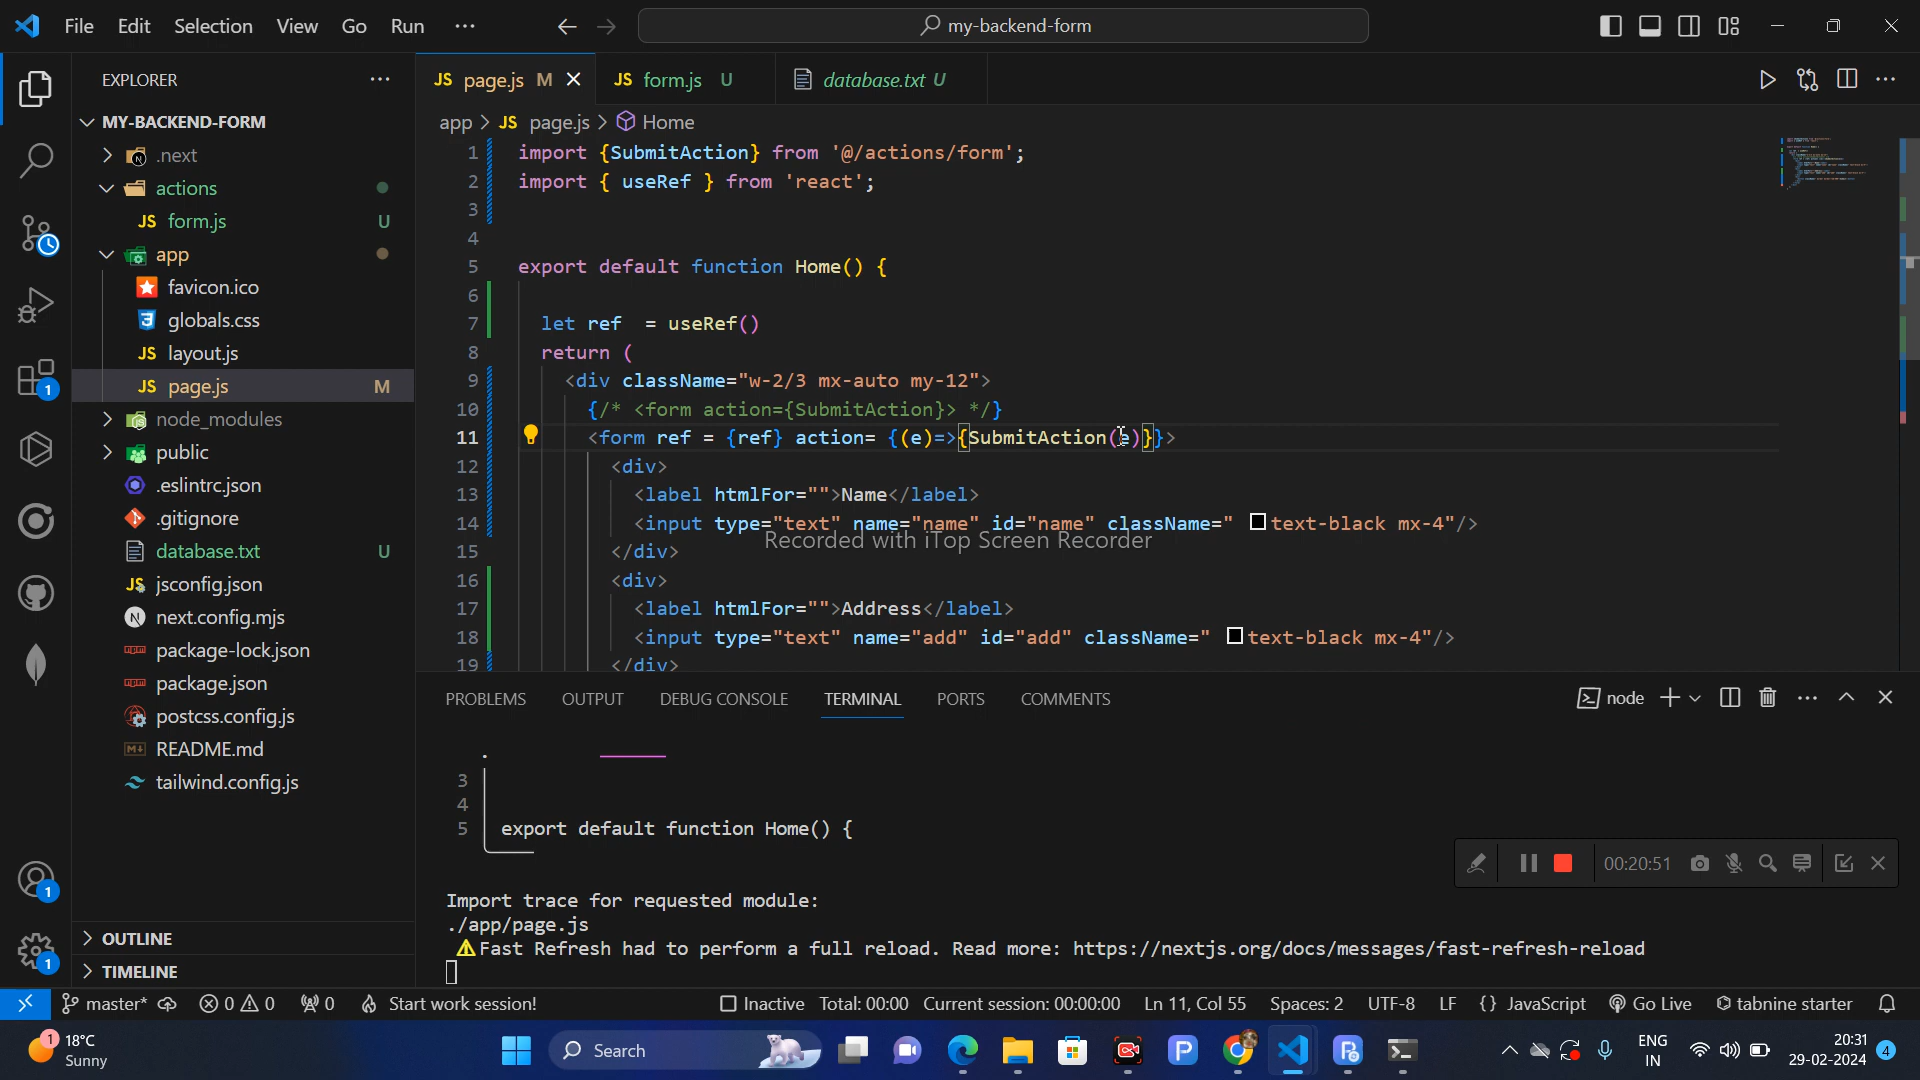 File Edit Selection View Go Run ··· my-backend-form
EXPLORER ···
MY-BACKEND-FORM
.next
actions
form.js U
app
favicon.ico
globals.css
layout.js
page.js M
node_modules
public
.eslintrc.json
.gitignore
database.txt U
jsconfig.json
next.config.mjs
package-lock.json
package.json
postcss.config.js
README.md
tailwind.config.js
OUTLINE
TIMELINE
JS page.js M JS form.js U database.txt U
app > JS page.js > Home
1 import {SubmitAction} from '@/actions/form';
2 import { useRef } from 'react';
3
4
5 export default function Home() {
6
7 let ref = useRef()
8 return (
9 <div className="w-2/3 mx-auto my-12">
10 {/* <form action={SubmitAction}> */}
11 <form ref = {ref} action= {(e)=>{SubmitAction(e)}}>
12 <div>
13 <label htmlFor="">Name</label>
14 <input type="text" name="name" id="name" className=" text-black mx-4"/>
Recorded with iTop Screen Recorder
15 </div>
16 <div>
17 <label htmlFor="">Address</label>
18 <input type="text" name="add" id="add" className=" text-black mx-4"/>
19 </div>
PROBLEMS OUTPUT DEBUG CONSOLE TERMINAL PORTS COMMENTS node
3
4
5 export default function Home() {
00:20:51
Import trace for requested module:
./app/page.js
⚠Fast Refresh had to perform a full reload. Read more: https://nextjs.org/docs/messages/fast-refresh-reload
master* 0 0 0 Start work session! Inactive Total: 00:00 Current session: 00:00:00 Ln 11, Col 55 Spaces: 2 UTF-8 LF {} JavaScript Go Live tabnine starter
18°C
Sunny
Search
ENG
IN
20:31
29-02-2024
4